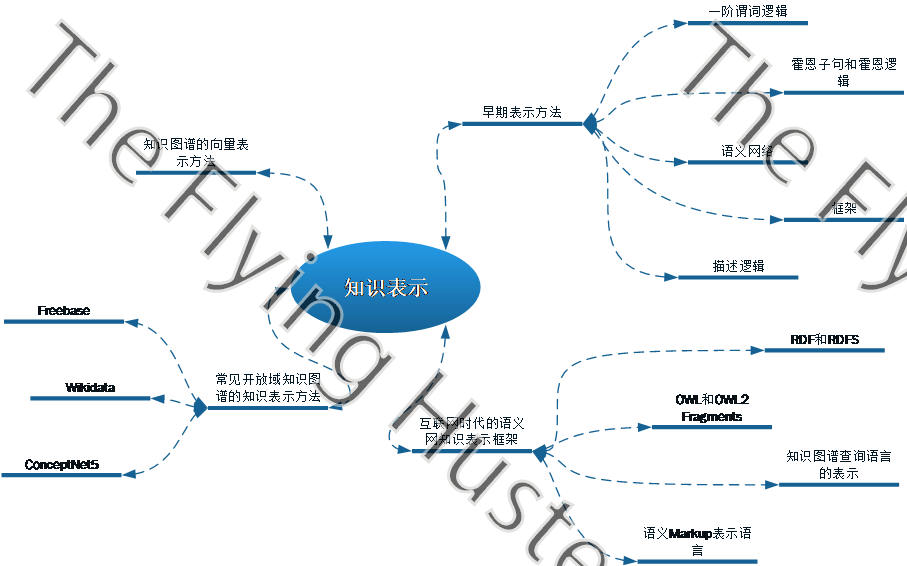 一阶谓词逻辑
霍恩子句和霍恩逻
辑
早期表示方法
语义网络
框架
描述逻辑
知识图谱的向量表
示方法
知识表示
Freebase
Wikidata
ConceptNet5
常见开放域知识图
谱的知识表示方法
互联网时代的语义
网知识表示框架
RDF和RDFS
OWL和OWL2
Fragments
知识图谱查询语言
的表示
语义Markup表示语
言
The Flying Huste
The Fly